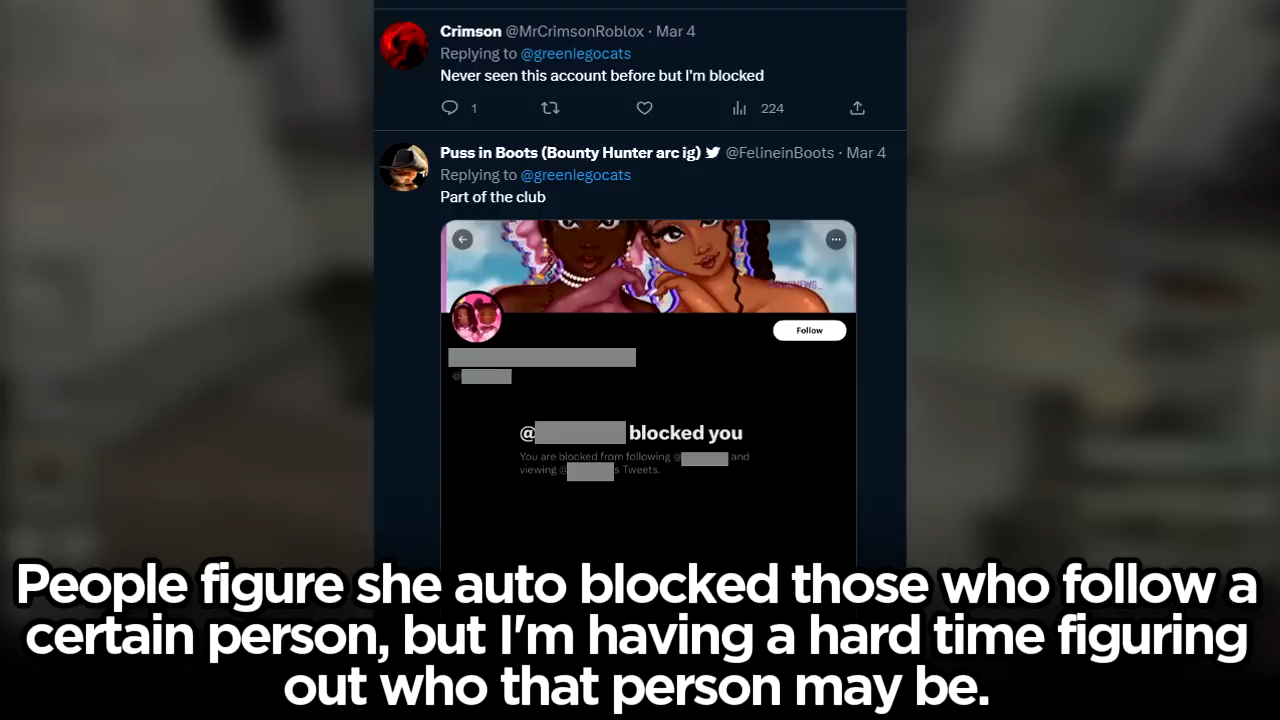 Crimson @MrCrimsonRoblox · Mar 4
Replying to @greenlegocats
Never seen this account before but I'm blocked
1 224
Puss in Boots (Bounty Hunter arc ig) @FelineinBoots · Mar 4
Replying to @greenlegocats
Part of the club
Follow
@
@ blocked you
You are blocked from following @ and
viewing @ s Tweets.
People figure she auto blocked those who follow a
certain person, but I'm having a hard time figuring
out who that person may be.